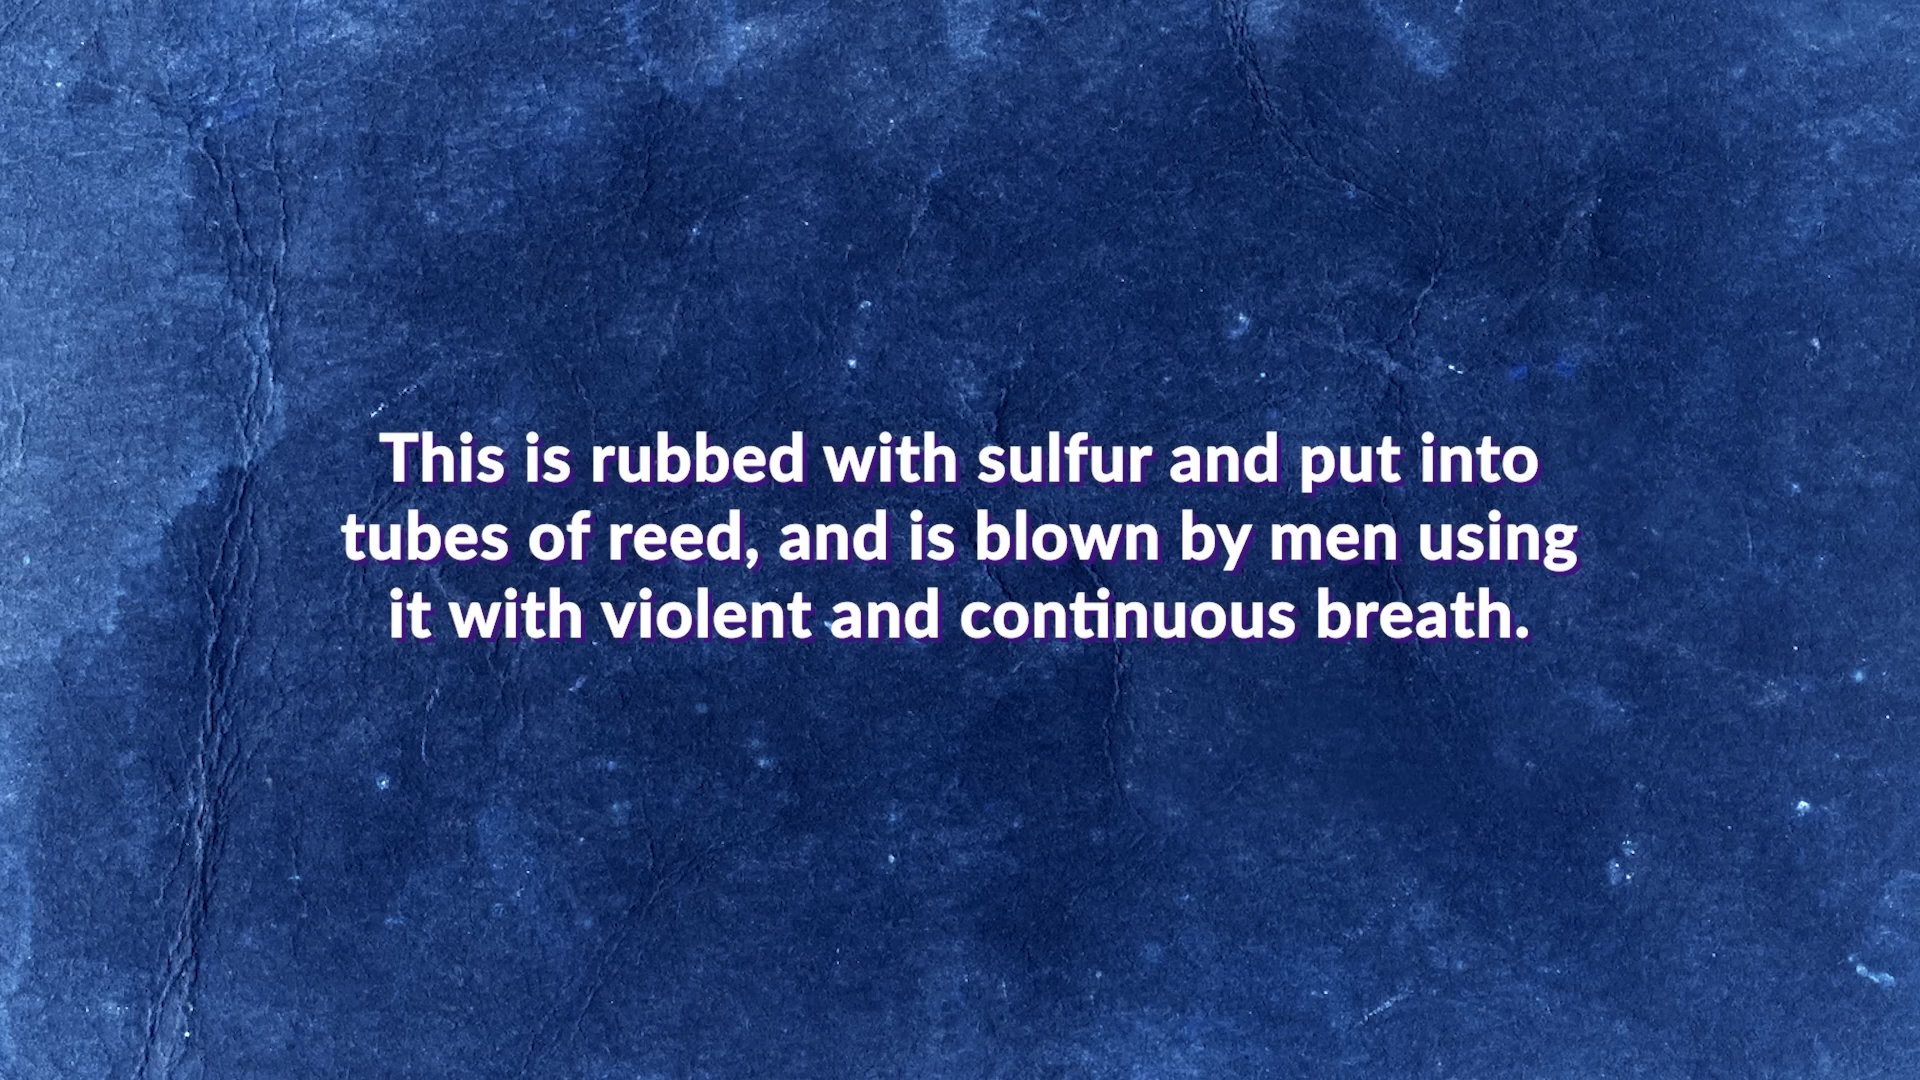 This is rubbed with sulfur and put into
tubes of reed, and is blown by men using
it with violent and continuous breath.